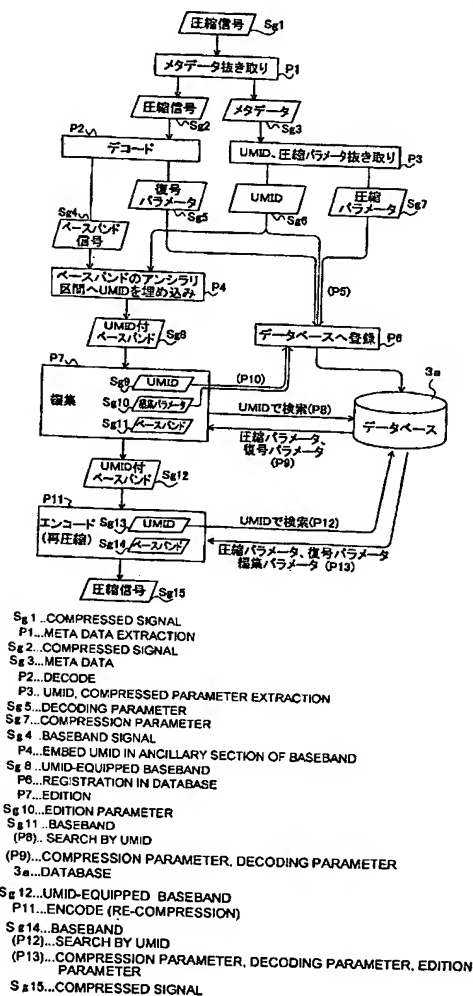 圧縮信号 Sg1
メタデータ抜き取り P1
圧縮信号 Sg2
メタデータ Sg3
P2 デコード
UMID、圧縮パラメータ抜き取り P3
復号
パラメータ Sg5
UMID Sg6
圧縮
パラメータ Sg7
Sg4 ベースバンド
信号
ベースバンドのアンシラリ
区間へUMIDを埋め込み P4
(P5)
UMID付
ベースバンド Sg8
データベースへ登録 P6
P7 編集
Sg9 UMID
(P10)
Sg10 編集パラメータ
Sg11 ベースバンド
UMIDで検索(P8)
圧縮パラメータ、
復号パラメータ
(P9)
3a
データベース
UMID付
ベースバンド Sg12
P11
エンコード
(再圧縮)
Sg13 UMID
Sg14 ベースバンド
UMIDで検索(P12)
圧縮パラメータ、復号パラメータ
編集パラメータ(P13)
圧縮信号 Sg15
Sg1..COMPRESSED SIGNAL
P1...META DATA EXTRACTION
Sg2...COMPRESSED SIGNAL
Sg3...META DATA
P2...DECODE
P3.. UMID, COMPRESSED PARAMETER EXTRACTION
Sg5...DECODING PARAMETER
Sg7...COMPRESSION PARAMETER
Sg4 .BASEBAND SIGNAL
P4...EMBED UMID IN ANCILLARY SECTION OF BASEBAND
Sg8 ..UMID-EQUIPPED BASEBAND
P6...REGISTRATION IN DATABASE
P7...EDITION
Sg10...EDITION PARAMETER
Sg11 ..BASEBAND
(P8).. SEARCH BY UMID
(P9)...COMPRESSION PARAMETER, DECODING PARAMETER
3a...DATABASE
Sg12...UMID-EQUIPPED BASEBAND
P11...ENCODE (RE-COMPRESSION)
Sg14...BASEBAND
(P12)...SEARCH BY UMID
(P13)...COMPRESSION PARAMETER, DECODING PARAMETER, EDITION
PARAMETER
Sg15...COMPRESSED SIGNAL